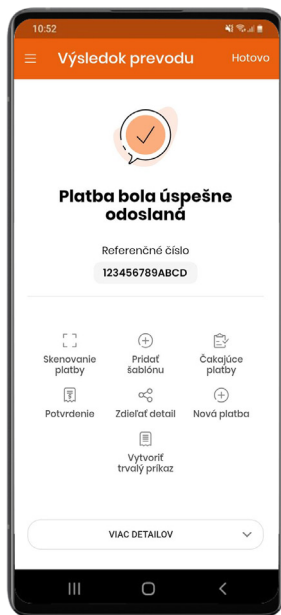 10:52
Výsledok prevodu
Hotovo
Platba bola úspešne
odoslaná
Referenčné číslo
123456789ABCD
Skenovanie
platby
Pridať
šablónu
Čakajúce
platby
Potvrdenie
Zdieľať detail
Nová platba
Vytvoriť
trvalý príkaz
VIAC DETAILOV